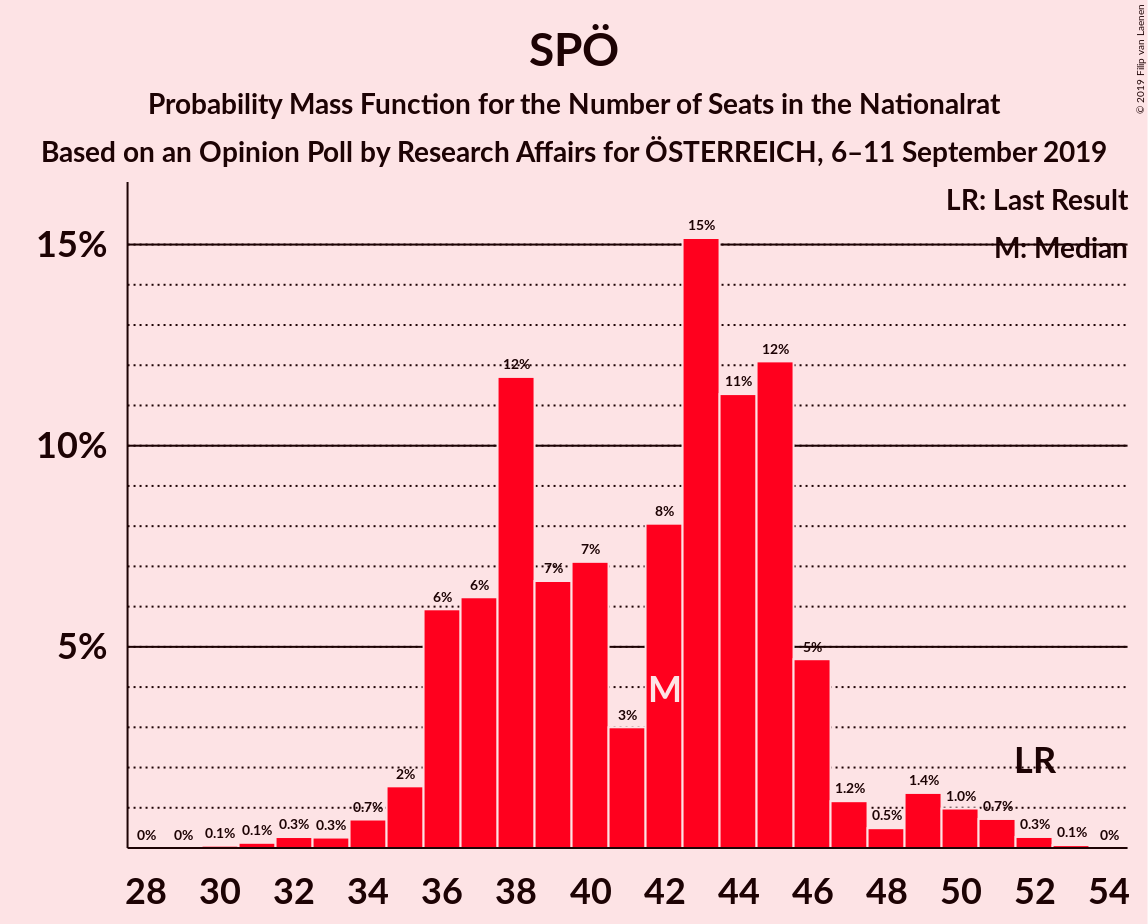 SPÖ
Probability Mass Function for the Number of Seats in the Nationalrat
Based on an Opinion Poll by Research Affairs for ÖSTERREICH, 6–11 September 2019
© 2019 Filip van Laenen
LR: Last Result
M: Median
15%
10%
5%
0% 0% 0.1% 0.1% 0.3% 0.3% 0.7% 2% 6% 6% 12% 7% 7% 3% 8% 15% 11% 12% 5% 1.2% 0.5% 1.4% 1.0% 0.7% 0.3% 0.1% 0%
M
LR
28 30 32 34 36 38 40 42 44 46 48 50 52 54